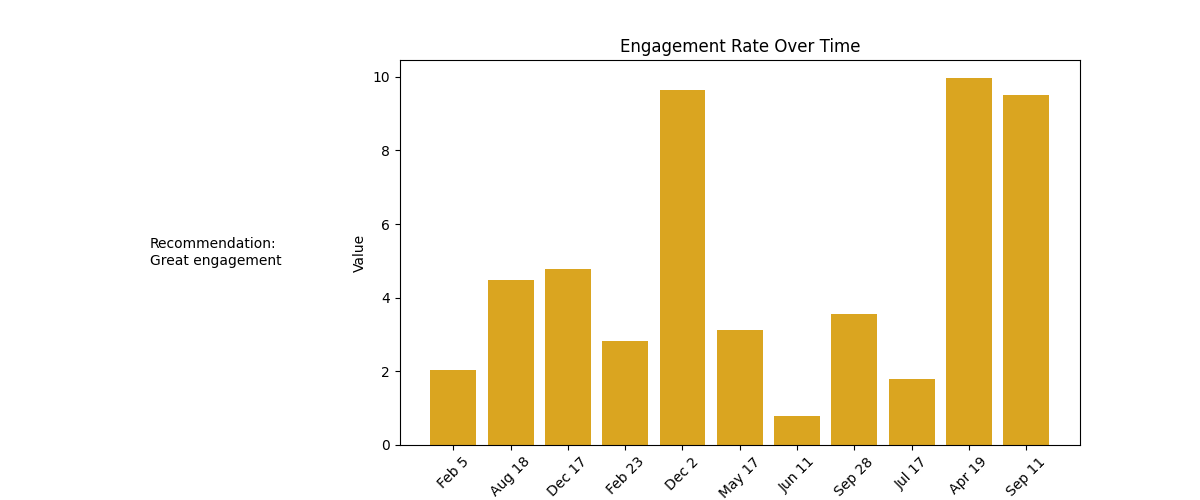 Engagement Rate Over Time
Recommendation:
Great engagement
Value
10
8
6
4
2
0
Feb 5
Aug 18
Dec 17
Feb 23
Dec 2
May 17
Jun 11
Sep 28
Jul 17
Apr 19
Sep 11